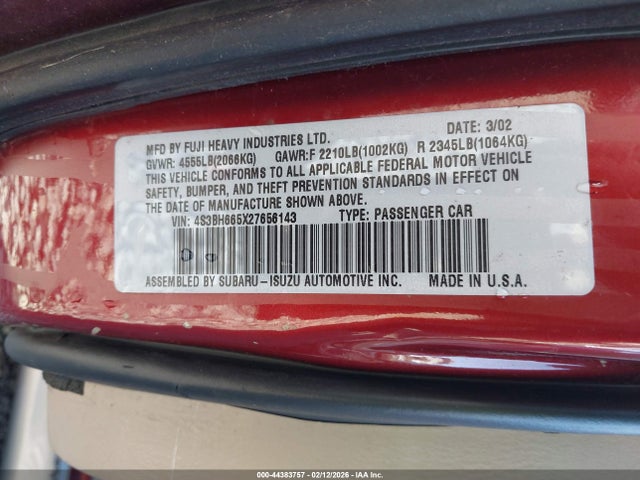 MFD BY FUJI HEAVY INDUSTRIES LTD. DATE: 3/02
GVWR: 4555LB(2066KG) GAWR:F 2210LB(1002KG) R 2345LB(1064KG)
THIS VEHICLE CONFORMS TO ALL APPLICABLE FEDERAL MOTOR VEHICLE
SAFETY, BUMPER, AND THEFT PREVENTION STANDARDS IN EFFECT ON
THE DATE OF MANUFACTURE SHOWN ABOVE.
VIN: 4S3BH665X27656143 TYPE: PASSENGER CAR
ASSEMBLED BY SUBARU-ISUZU AUTOMOTIVE INC. MADE IN U.S.A.
00-44383757 - 02/12/2026 - IAA Inc.